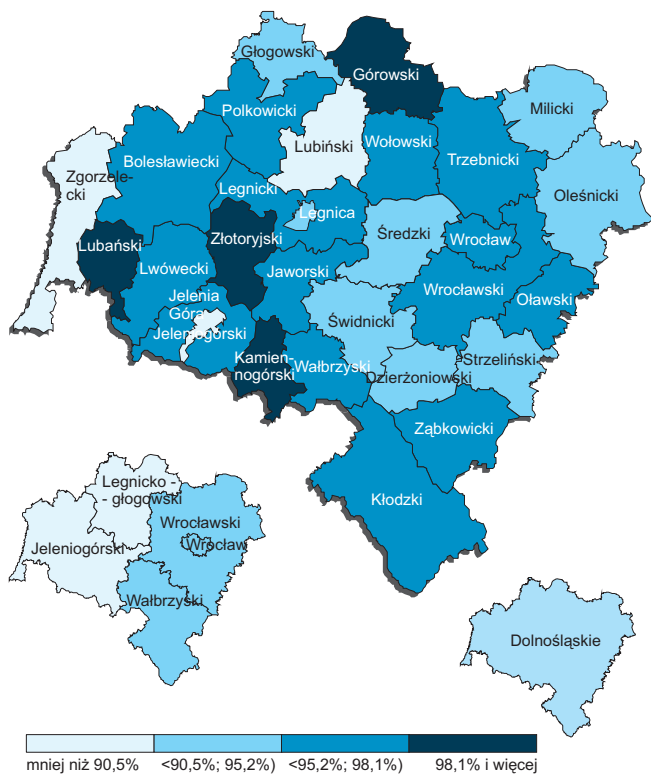 Głogowski
Górowski
Milicki
Polkowicki
Lubiński
Wołowski
Trzebnicki
Bolesławiecki
Zgorzele-
cki
Legnicki
Oleśnicki
Legnica
Lubański
Złotoryjski
Średzki
Wrocław
Lwówecki
Jaworski
Wrocławski
Oławski
Jelenia
Góra
Jeleniogórski
Świdnicki
Kamien-
nogórski
Wałbrzyski
Dzierżoniowski
Strzeliński
Ząbkowicki
Kłodzki
Legnicko -
- głogowski
Jeleniogórski
Wrocławski
Wrocław
Wałbrzyski
Dolnośląskie
mniej niż 90,5%
<90,5%; 95,2%)
<95,2%; 98,1%)
98,1% i więcej